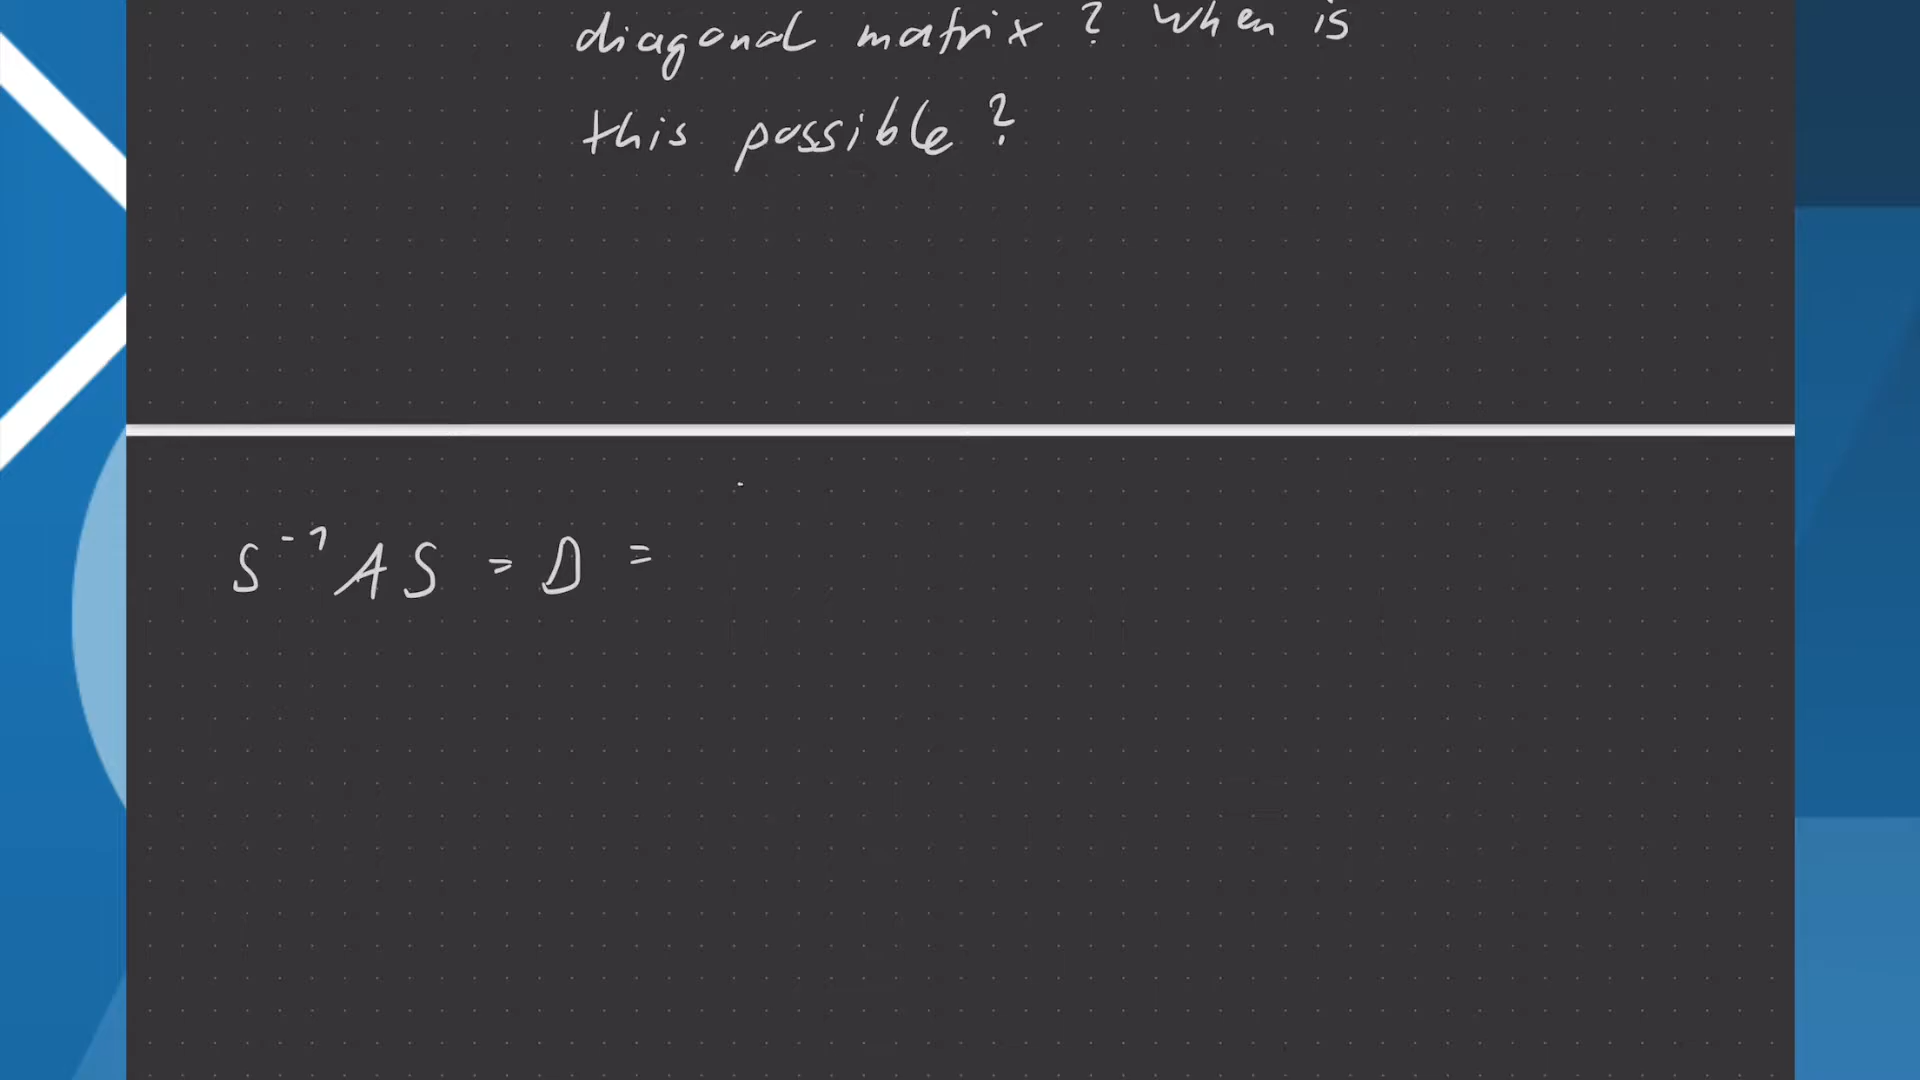 diagonal matrix? When is
this possible?
S⁻¹AS = D =